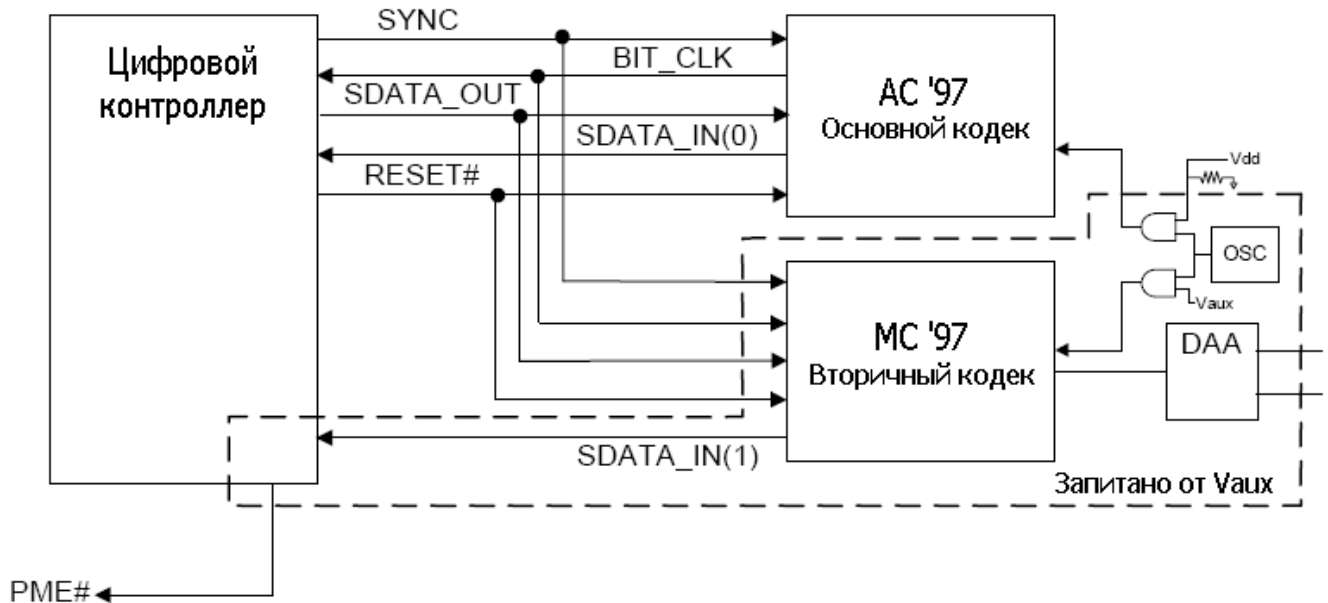 Цифровой
контроллер
SYNC
BIT_CLK
SDATA_OUT
SDATA_IN(0)
RESET#
AC '97
Основной кодек
Vdd
OSC
Vaux
MC '97
Вторичный кодек
DAA
SDATA_IN(1)
Запитано от Vaux
PME#